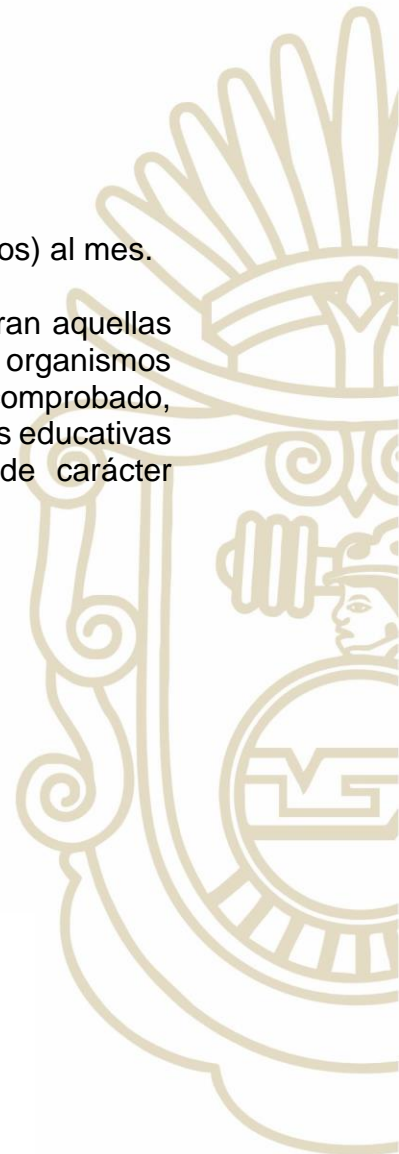 os) al mes.
ran aquellas
organismos
omprobado,
s educativas
de carácter